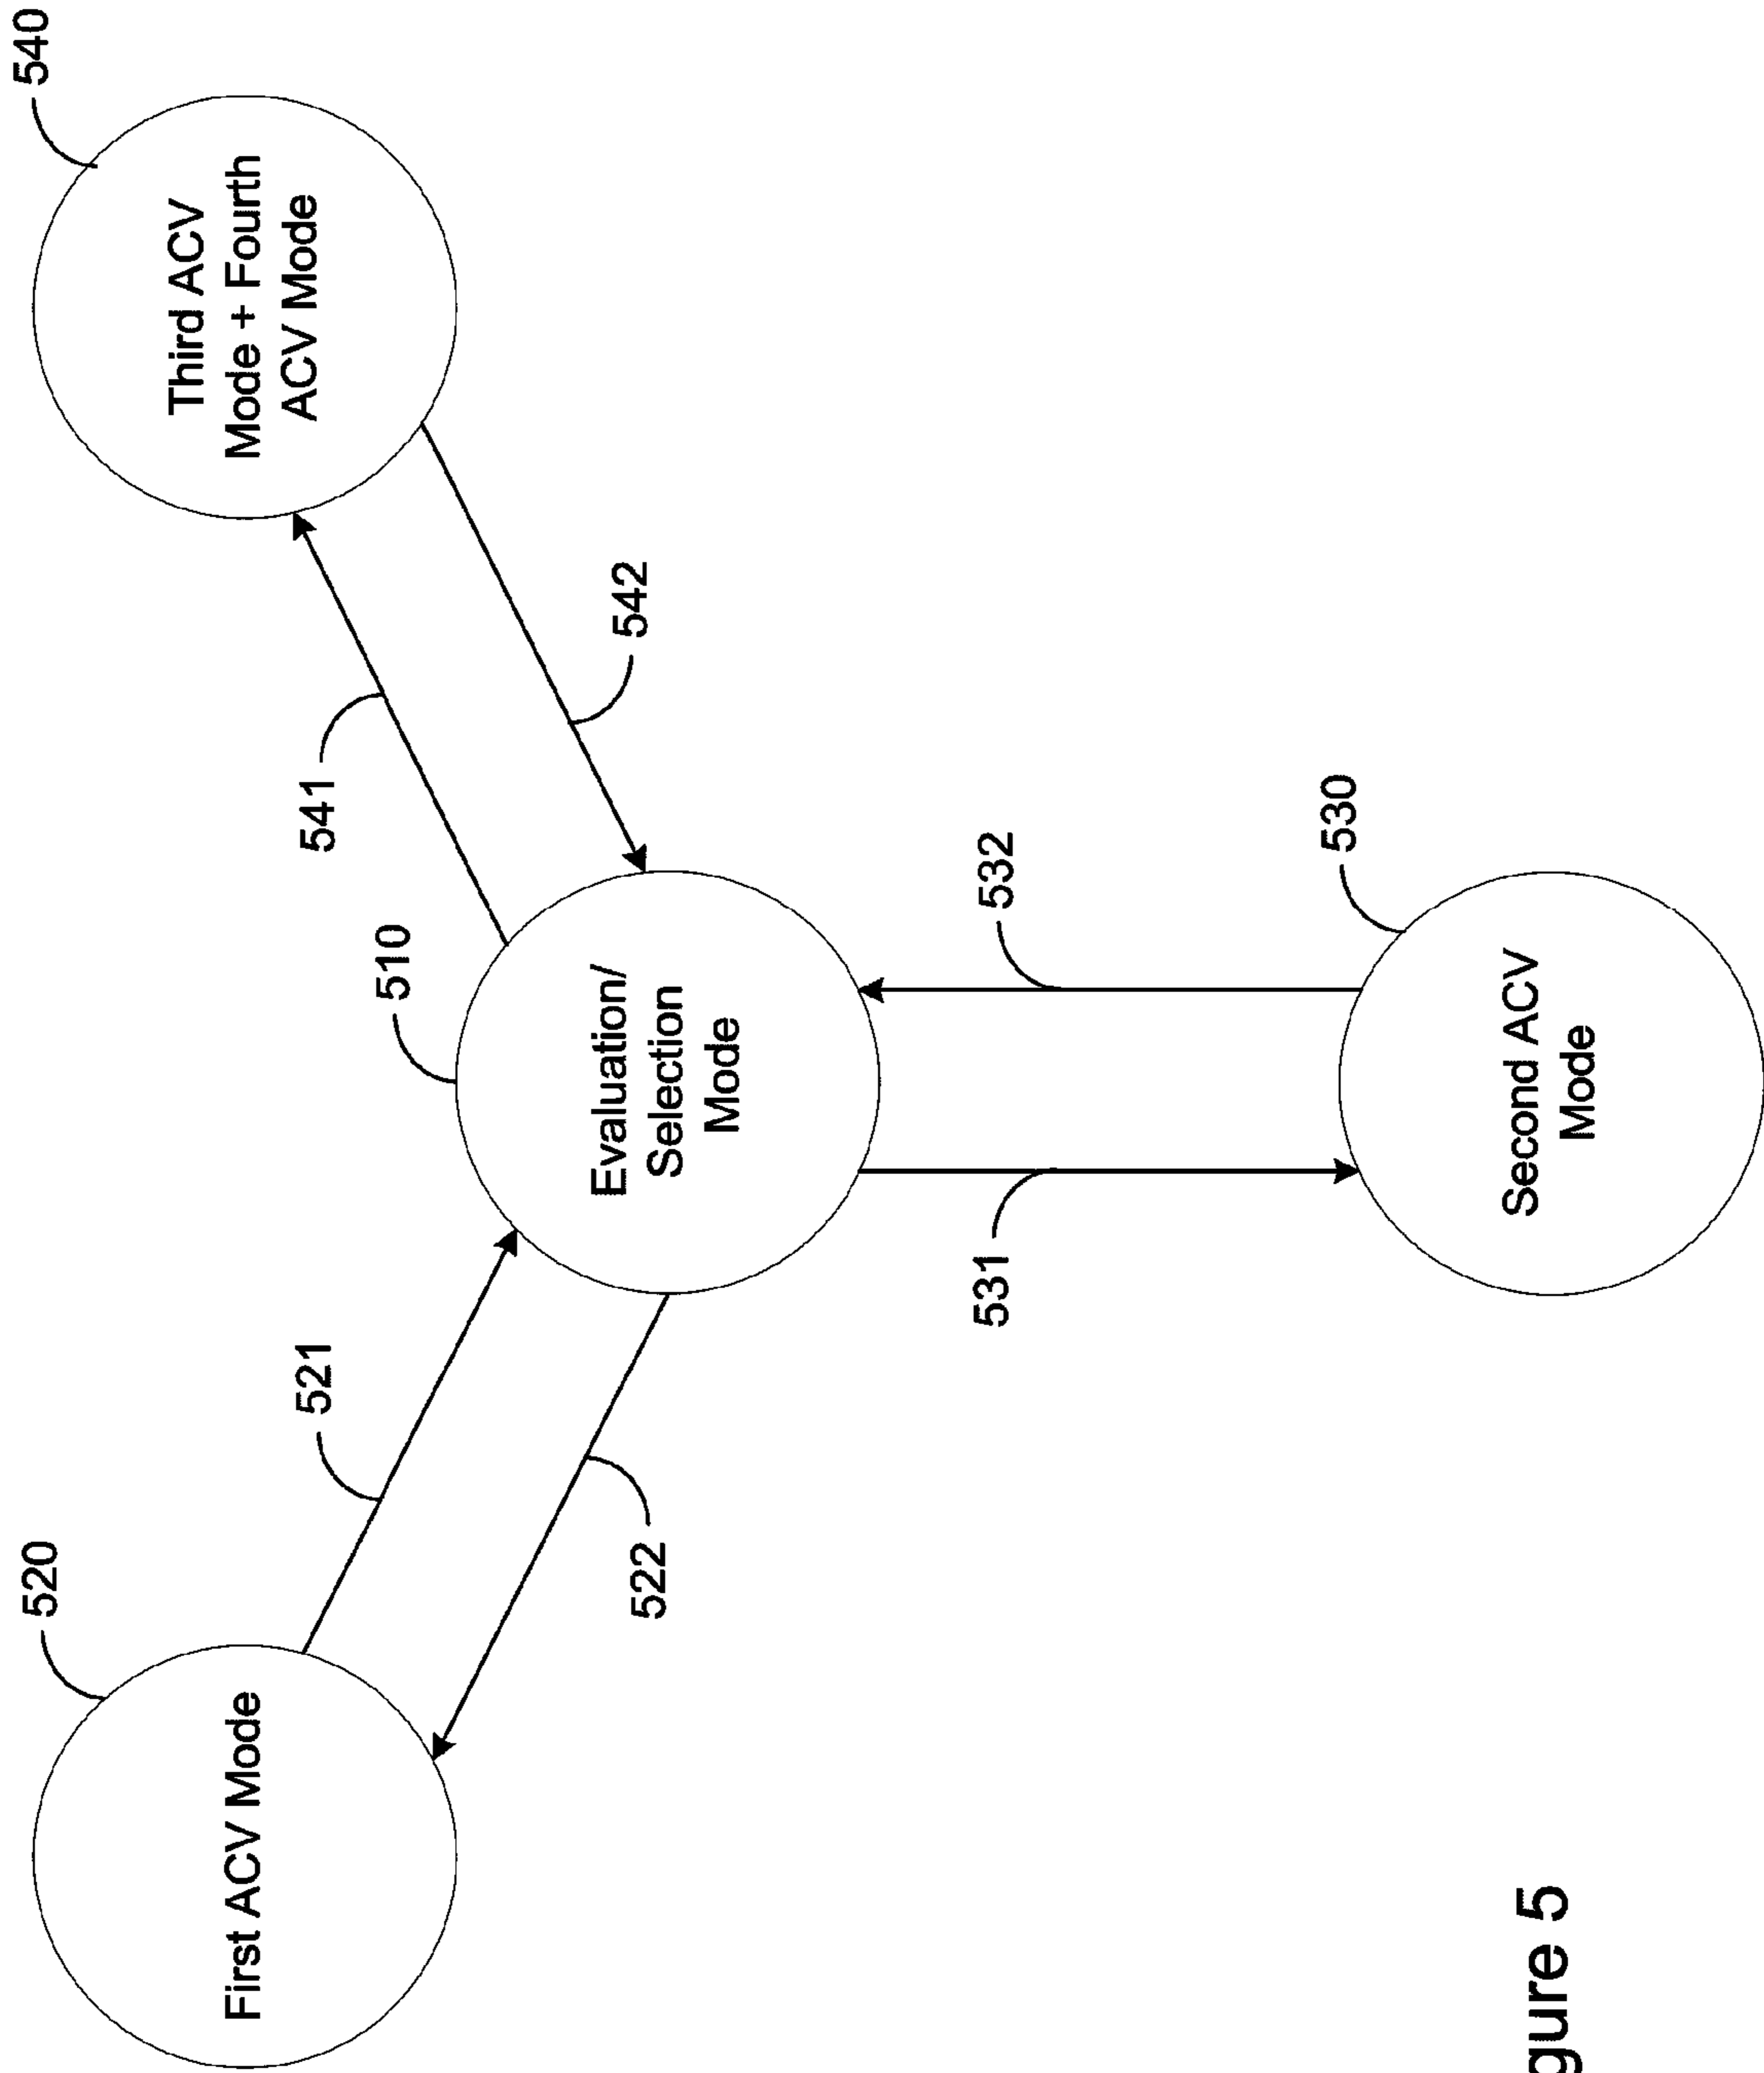 520
First ACV Mode
521
522
510
Evaluation/
Selection
Mode
541
542
540
Third ACV
Mode + Fourth
ACV Mode
531
532
530
Second ACV
Mode
gure 5